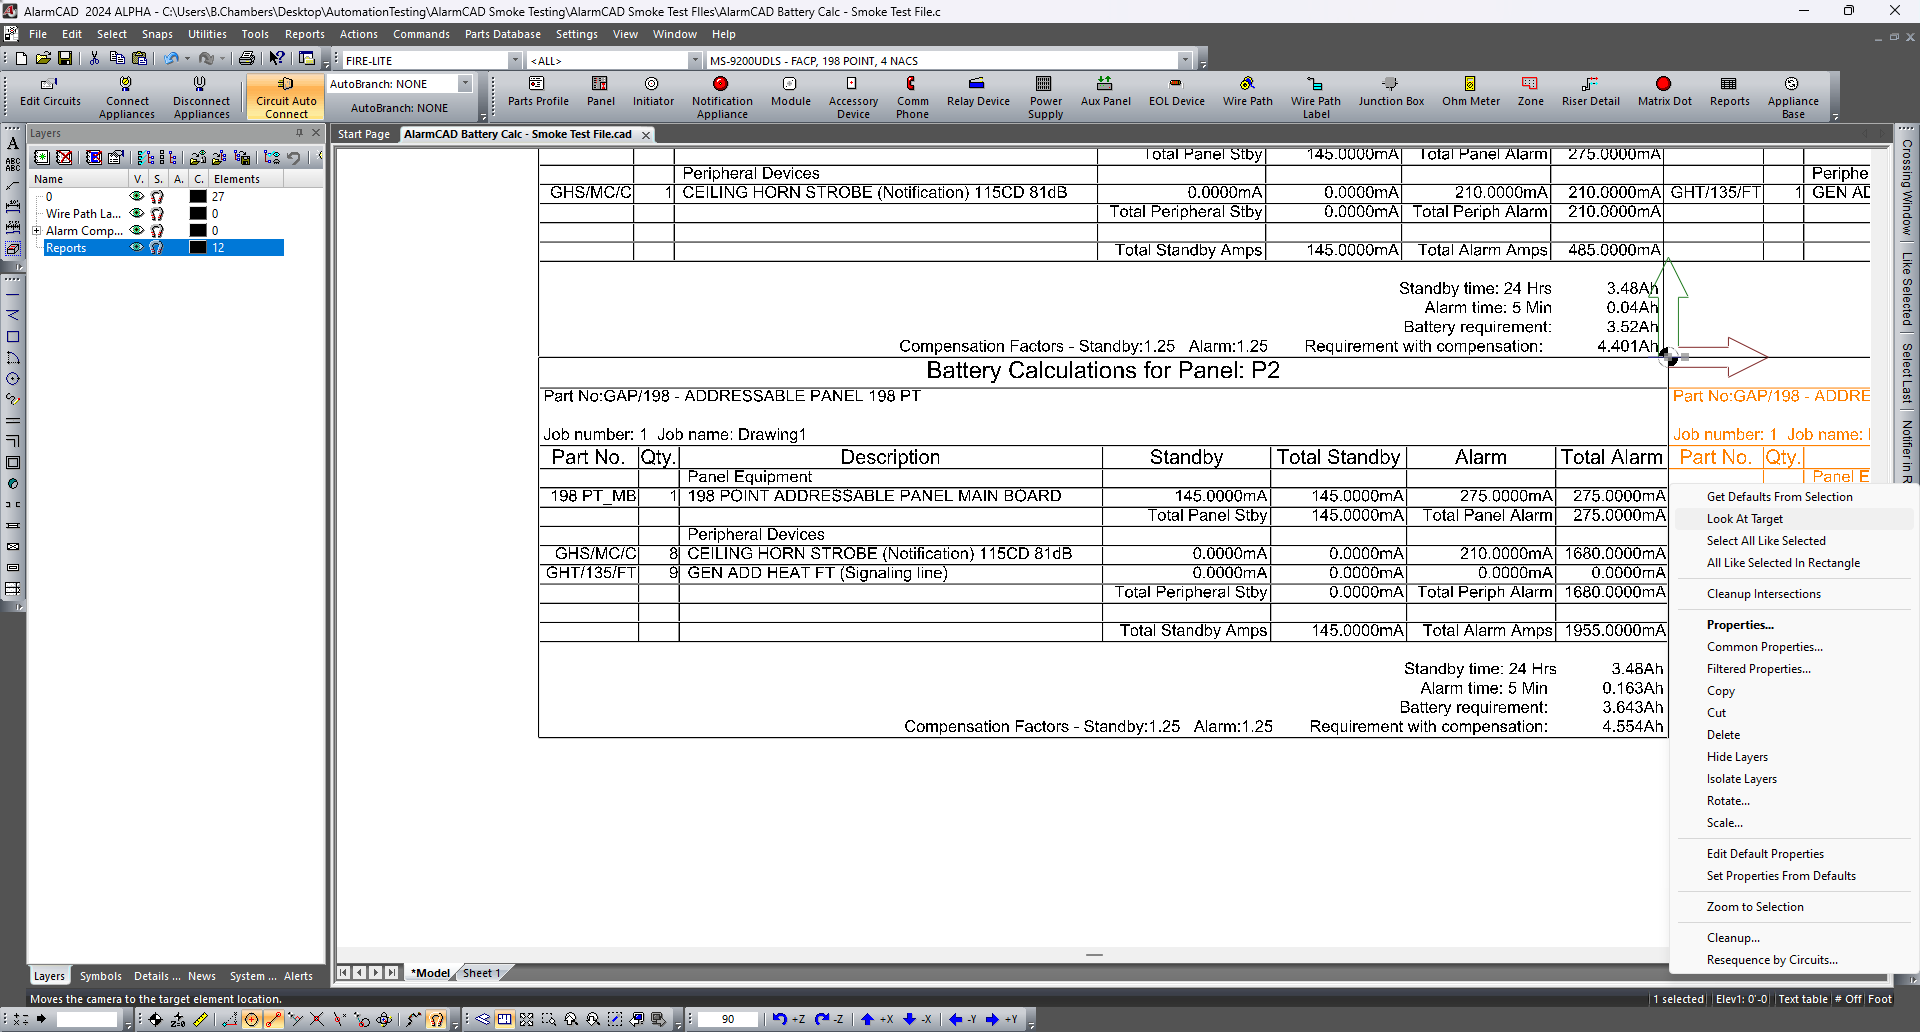 AlarmCAD 2024 ALPHA - C:\Users\B.Chambers\Desktop\AutomationTesting\AlarmCAD Smoke Testing\AlarmCAD Smoke Test FIles\AlarmCAD Battery Calc - Smoke Test File.c
File Edit Select Snaps Utilities Tools Reports Actions Commands Parts Database Settings View Window Help
FIRE-LITE <ALL> MS-9200UDLS - FACP, 198 POINT, 4 NACS
Edit Circuits Connect Appliances Disconnect Appliances Circuit Auto Connect
AutoBranch: NONE
AutoBranch: NONE
Parts Profile Panel Initiator Notification Appliance Module Accessory Device Comm Phone Relay Device Power Supply Aux Panel EOL Device Wire Path Wire Path Label Junction Box Ohm Meter Zone Riser Detail Matrix Dot Reports Appliance Base
Layers
Start Page AlarmCAD Battery Calc - Smoke Test File.cad
Name V. S. A. C. Elements
0 27
Wire Path La... 0
Alarm Comp... 0
Reports 12
Total Panel Stby 145.0000mA Total Panel Alarm 275.0000mA
Peripheral Devices Periphe
GHS/MC/C 1 CEILING HORN STROBE (Notification) 115CD 81dB 0.0000mA 0.0000mA 210.0000mA 210.0000mA GHT/135/FT 1 GEN AD
Total Peripheral Stby 0.0000mA Total Periph Alarm 210.0000mA
Total Standby Amps 145.0000mA Total Alarm Amps 485.0000mA
Standby time: 24 Hrs 3.48Ah
Alarm time: 5 Min 0.04Ah
Battery requirement: 3.52Ah
Compensation Factors - Standby:1.25 Alarm:1.25 Requirement with compensation: 4.401Ah
Battery Calculations for Panel: P2
Part No:GAP/198 - ADDRESSABLE PANEL 198 PT Part No:GAP/198 - ADDRE
Job number: 1 Job name: Drawing1 Job number: 1 Job name:
Part No. Qty. Description Standby Total Standby Alarm Total Alarm Part No. Qty.
Panel Equipment Panel E
198 PT_MB 1 198 POINT ADDRESSABLE PANEL MAIN BOARD 145.0000mA 145.0000mA 275.0000mA 275.0000mA
Total Panel Stby 145.0000mA Total Panel Alarm 275.0000mA
Peripheral Devices
GHS/MC/C 8 CEILING HORN STROBE (Notification) 115CD 81dB 0.0000mA 0.0000mA 210.0000mA 1680.0000mA
GHT/135/FT 9 GEN ADD HEAT FT (Signaling line) 0.0000mA 0.0000mA 0.0000mA 0.0000mA
Total Peripheral Stby 0.0000mA Total Periph Alarm 1680.0000mA
Total Standby Amps 145.0000mA Total Alarm Amps 1955.0000mA
Standby time: 24 Hrs 3.48Ah
Alarm time: 5 Min 0.163Ah
Battery requirement: 3.643Ah
Compensation Factors - Standby:1.25 Alarm:1.25 Requirement with compensation: 4.554Ah
Get Defaults From Selection
Look At Target
Select All Like Selected
All Like Selected In Rectangle
Cleanup Intersections
Properties...
Common Properties...
Filtered Properties...
Copy
Cut
Delete
Hide Layers
Isolate Layers
Rotate...
Scale...
Edit Default Properties
Set Properties From Defaults
Zoom to Selection
Cleanup...
Resequence by Circuits...
Crossing Window
Like Selected
Select Last
Notifier in R
*Model Sheet 1
Layers Symbols Details ... News System ... Alerts
Moves the camera to the target element location.
1 selected Elev1: 0'-0 Text table # Off Foot
90 +Z -Z +X -X -Y +Y